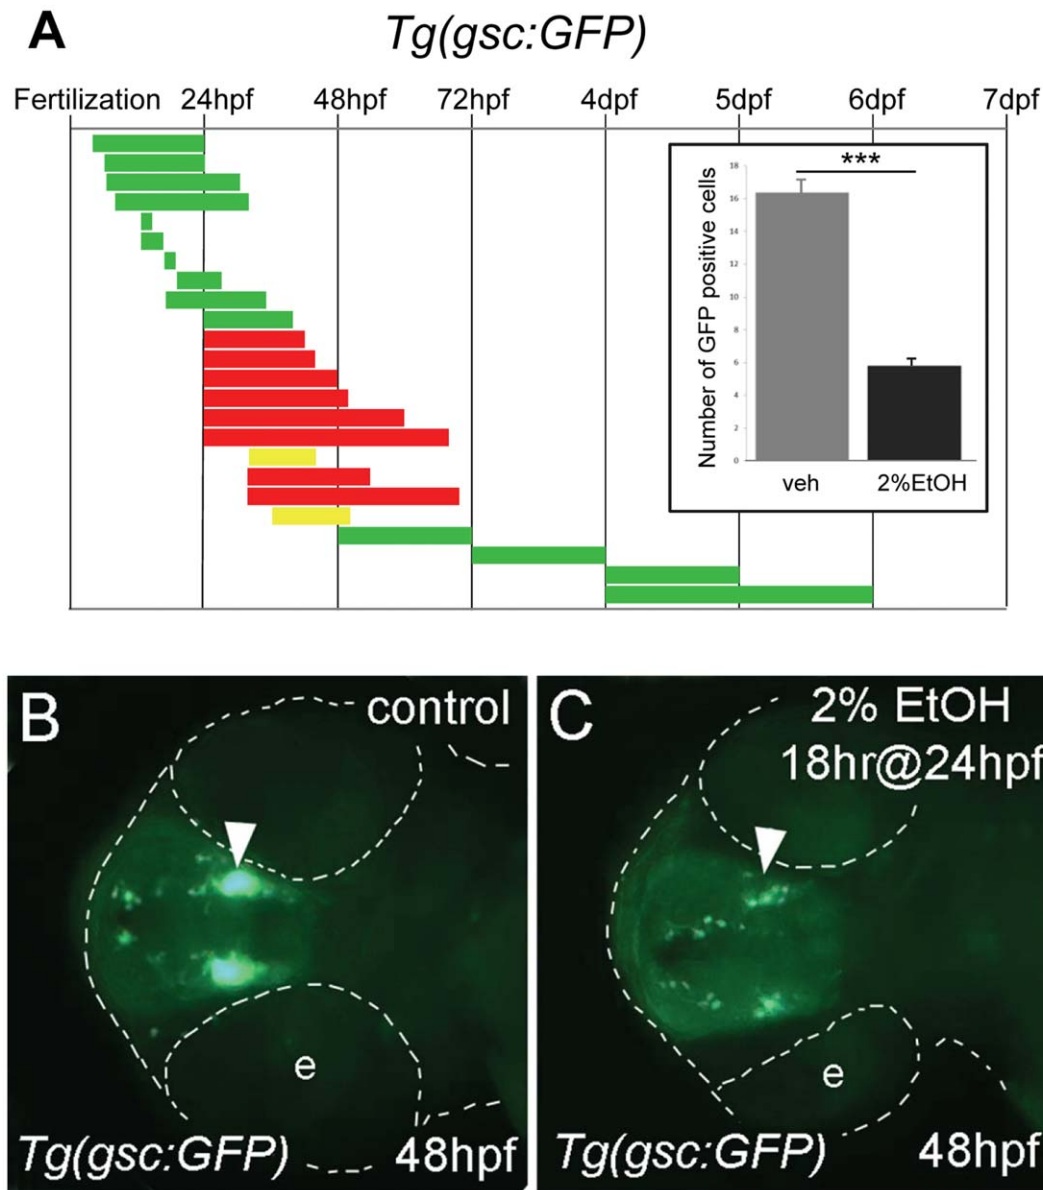 A
Tg(gsc:GFP)
Fertilization 24hpf 48hpf 72hpf 4dpf 5dpf 6dpf 7dpf
Number of GFP positive cells
18
16
14
12
10
8
6
4
2
0
***
veh 2%EtOH
B
control
e
Tg(gsc:GFP) 48hpf
C
2% EtOH
18hr@24hpf
e
Tg(gsc:GFP) 48hpf